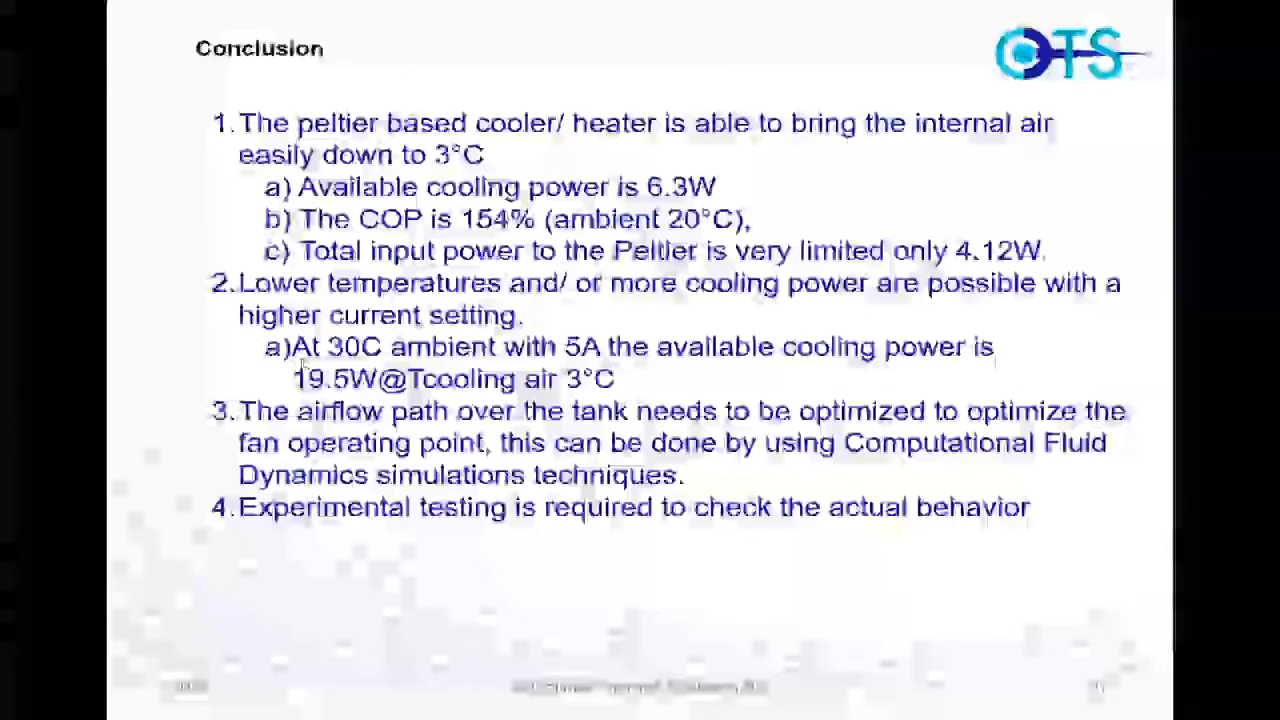 Conclusion
OTS
1. The peltier based cooler/ heater is able to bring the internal air
easily down to 3°C
a) Available cooling power is 6.3W
b) The COP is 154% (ambient 20°C),
c) Total input power to the Peltier is very limited only 4.12W.
2. Lower temperatures and/ or more cooling power are possible with a
higher current setting.
a)At 30C ambient with 5A the available cooling power is
19.5W@Tcooling air 3°C
3. The airflow path over the tank needs to be optimized to optimize the
fan operating point, this can be done by using Computational Fluid
Dynamics simulations techniques.
4. Experimental testing is required to check the actual behavior